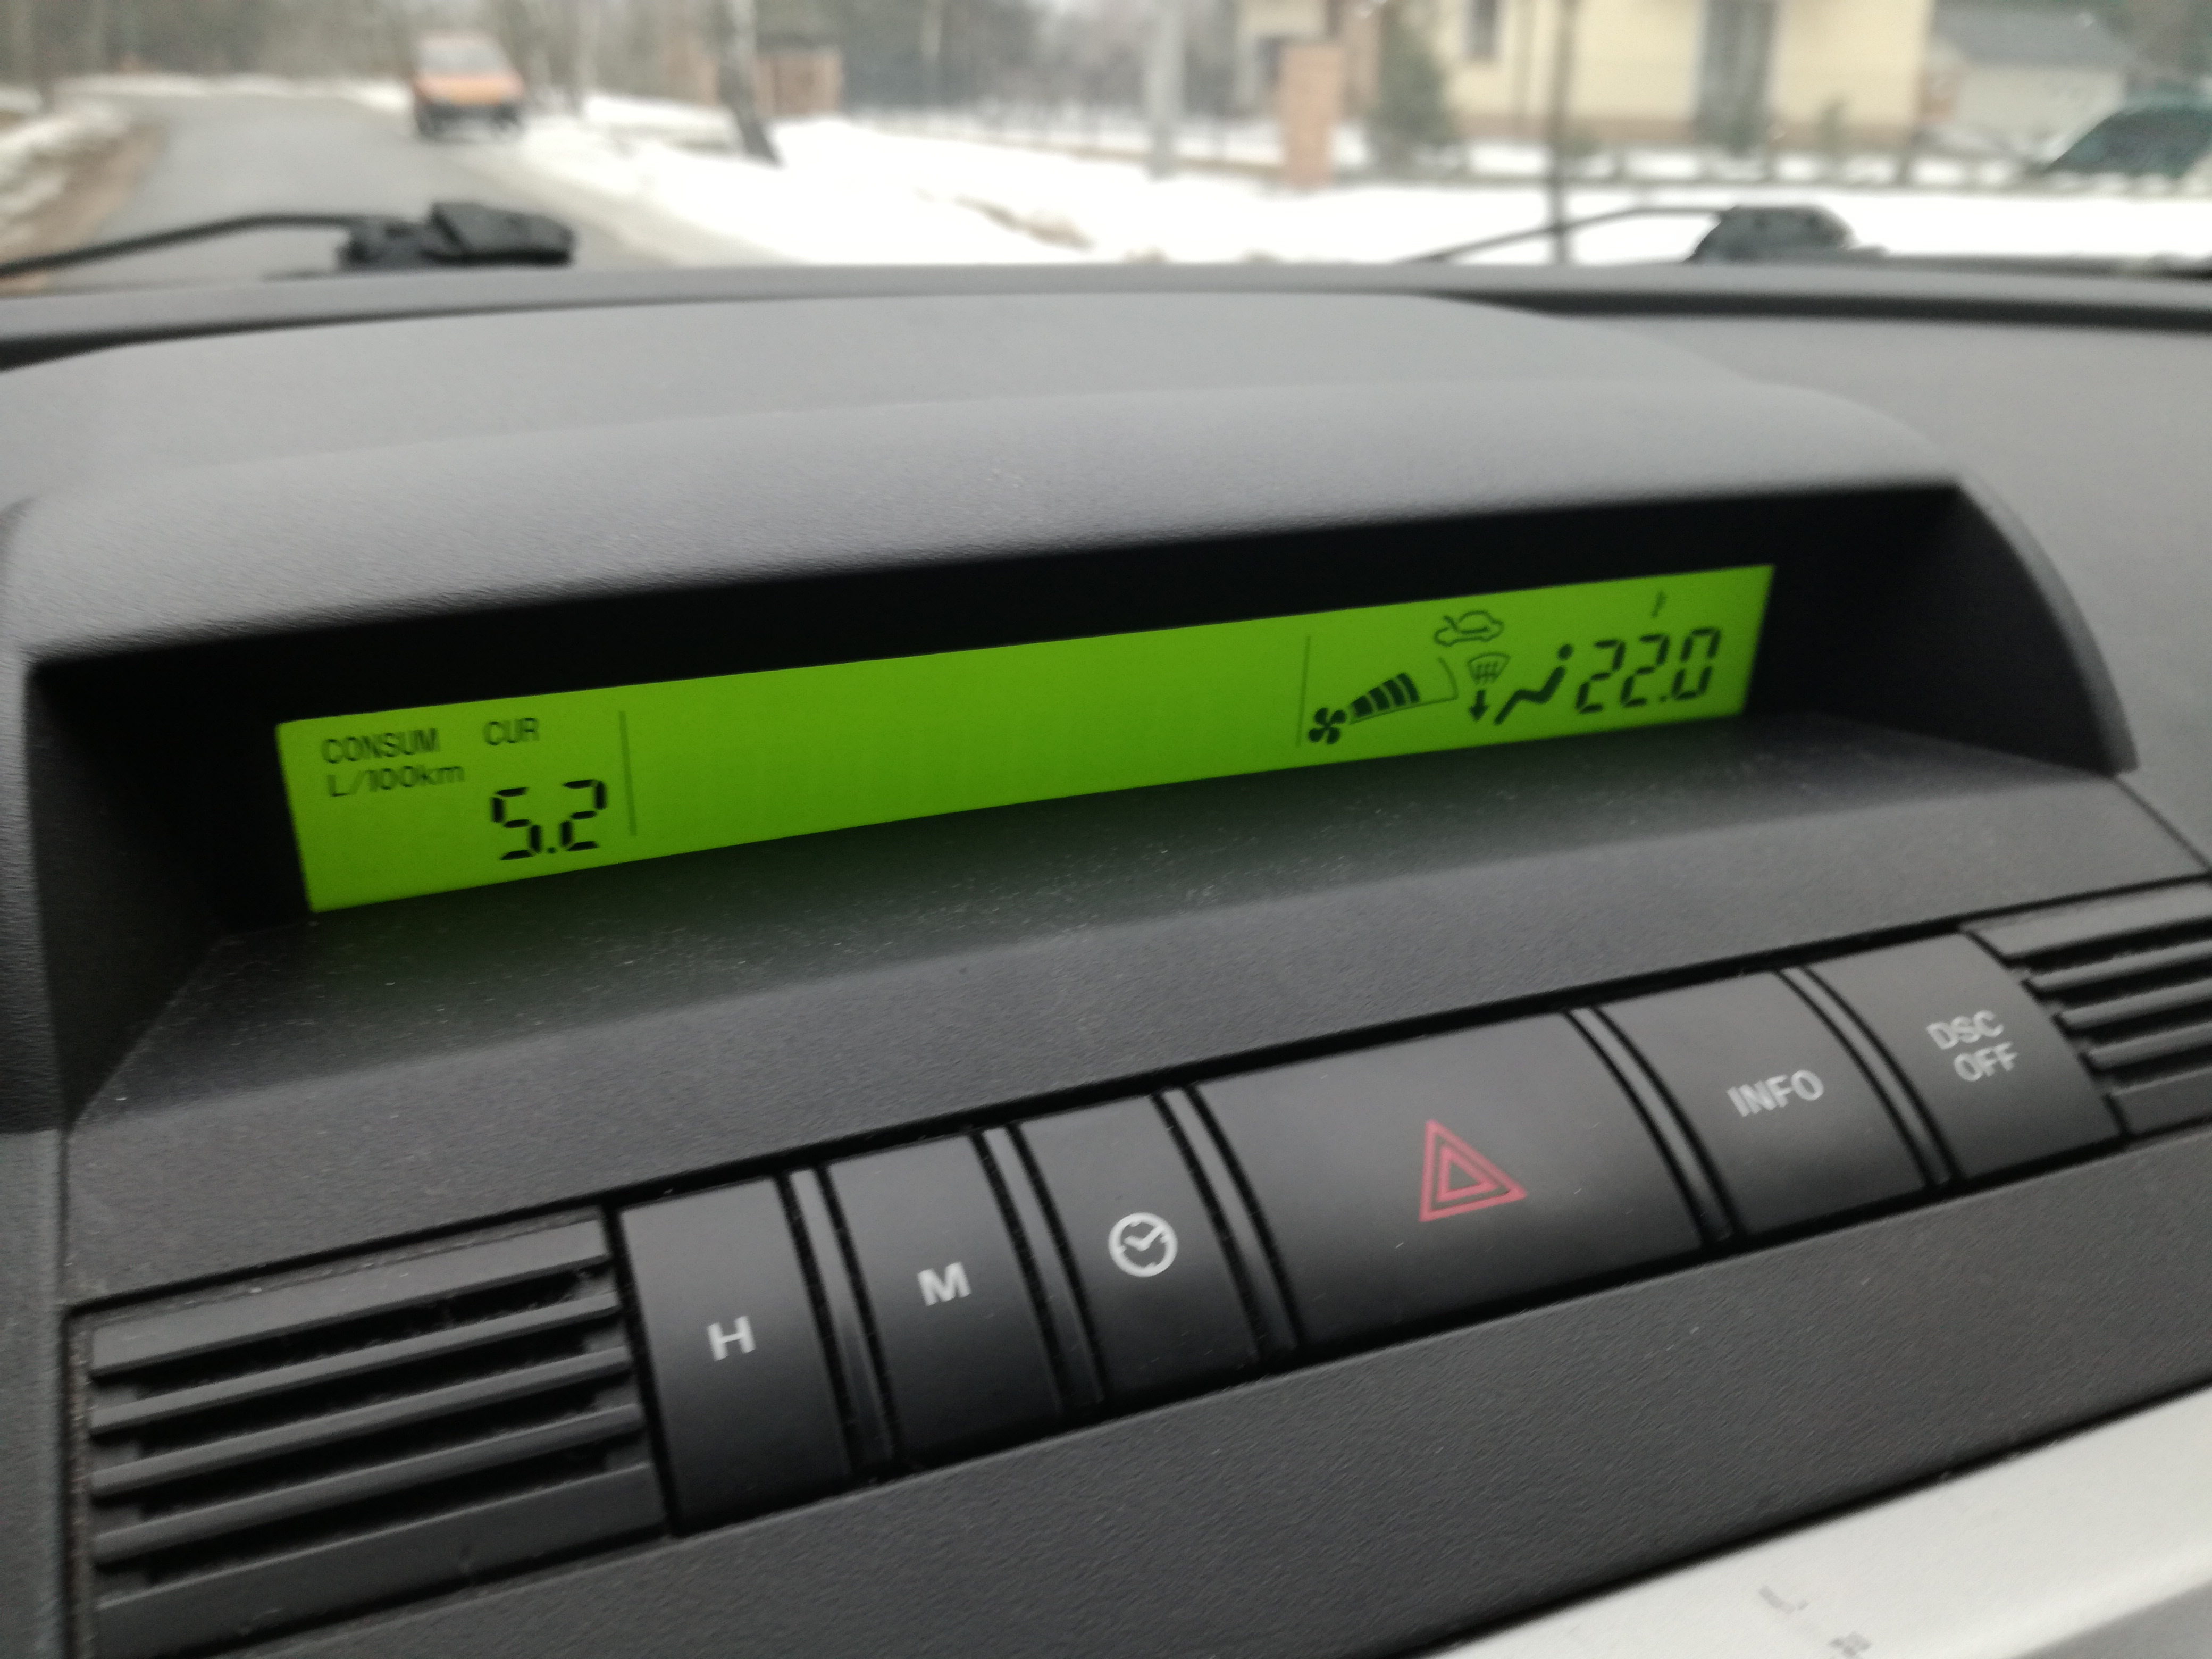 CONSUM CUR
L/100km
5.2
22.0
H
M
INFO
DSC
OFF